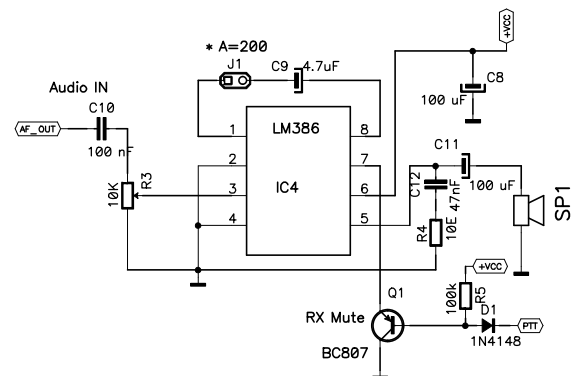 +VCC
* A=200
J1
C9 4.7uF
C8
100 uF
Audio IN
C10
AF_OUT
100 nF
LM386
IC4
1
2
3
4
8
7
6
5
R3
10K
C11
100 uF
C12
47nF
R4
10E
SP1
+VCC
R5
100k
Q1
RX Mute
BC807
D1
1N4148
PTT